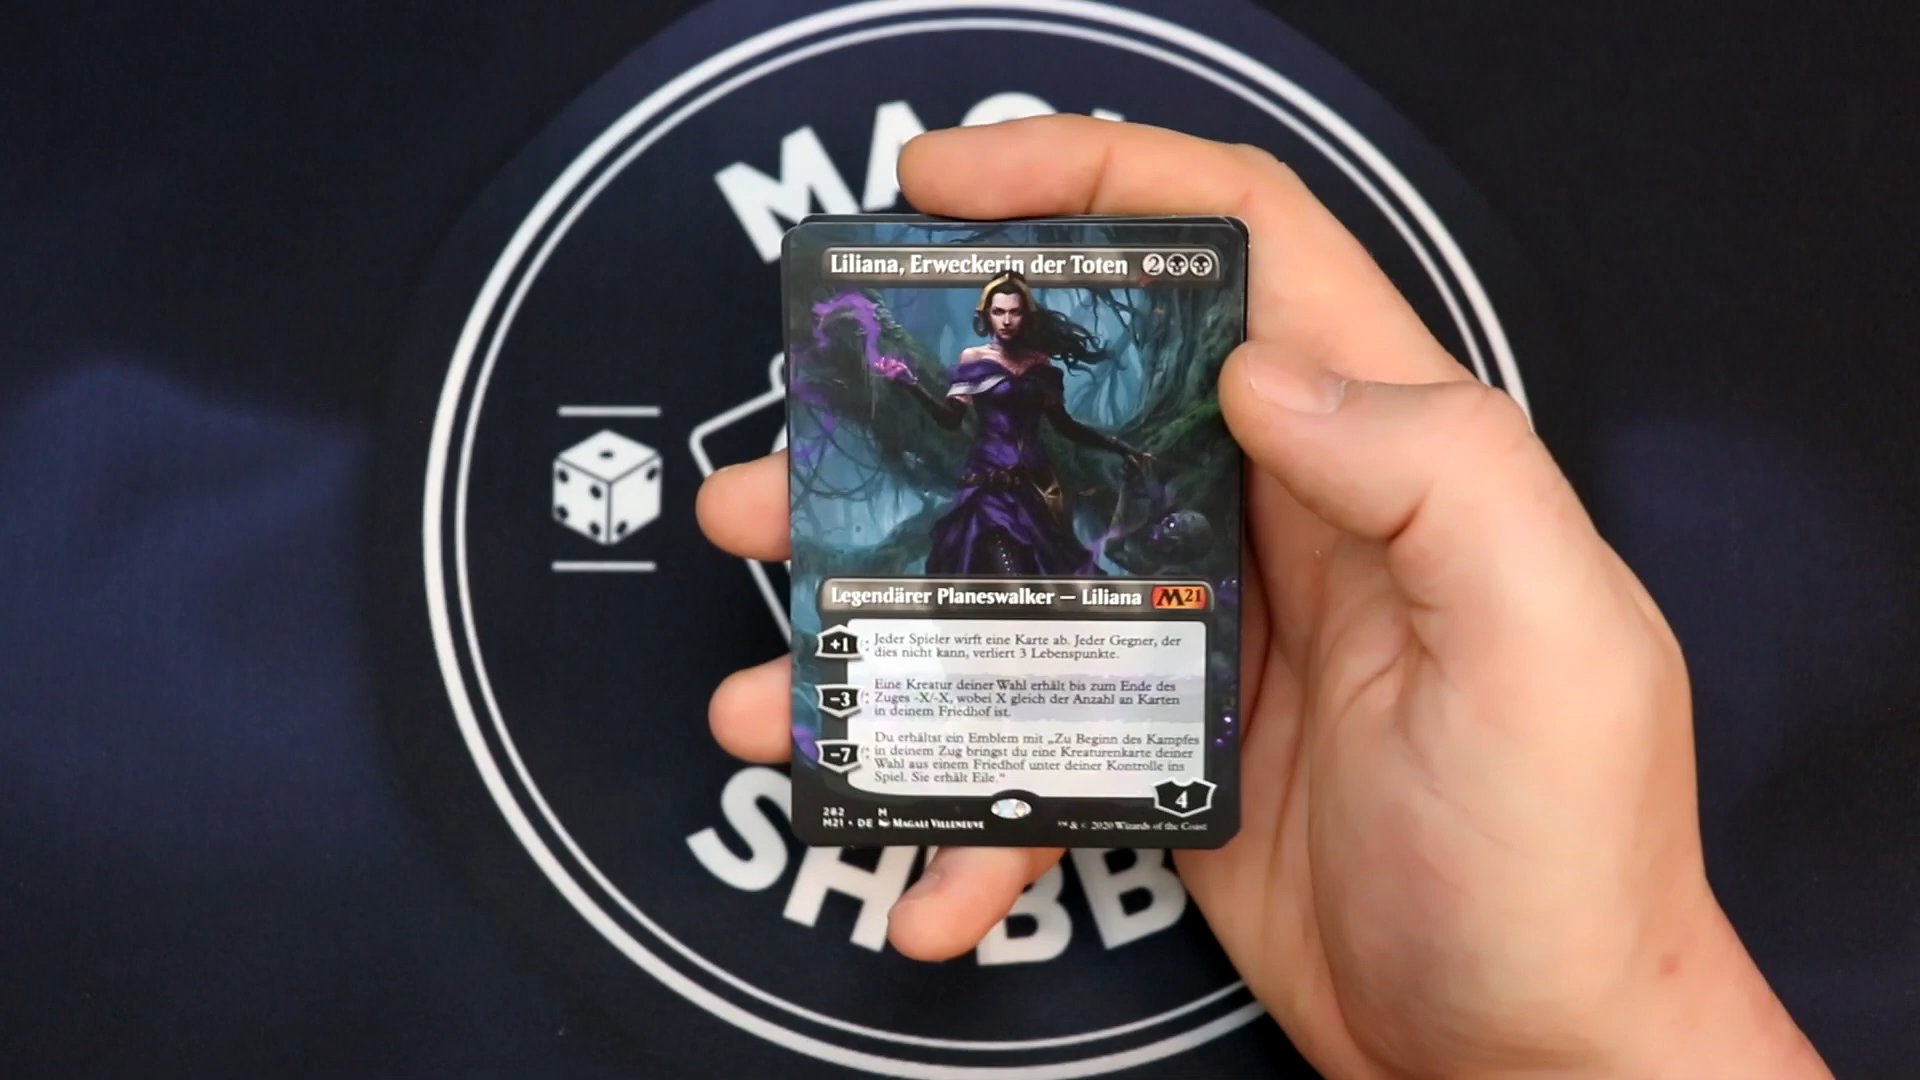 Liliana, Erweckerin der Toten 2
Legendärer Planeswalker — Liliana M21
+1: Jeder Spieler wirft eine Karte ab. Jeder Gegner, der
dies nicht kann, verliert 3 Lebenspunkte.
−3: Eine Kreatur deiner Wahl erhält bis zum Ende des
Zuges -X/-X, wobei X gleich der Anzahl an Karten
in deinem Friedhof ist.
−7: Du erhältst ein Emblem mit „Zu Beginn des Kampfes
in deinem Zug bringst du eine Kreaturenkarte deiner
Wahl aus einem Friedhof unter deiner Kontrolle ins
Spiel. Sie erhält Eile.“
4
282 M
M21 • DE Magali Villeneuve ™ & © 2020 Wizards of the Coast